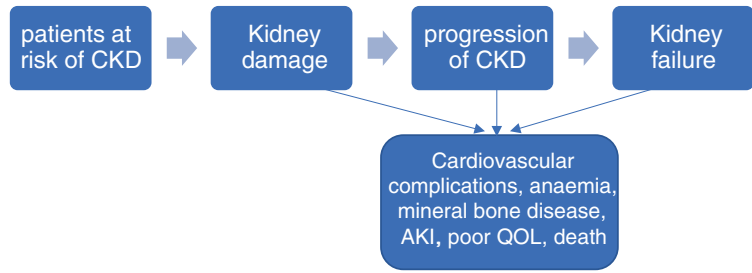 patients at
risk of CKD
Kidney
damage
progression
of CKD
Kidney
failure
Cardiovascular
complications, anaemia,
mineral bone disease,
AKI, poor QOL, death